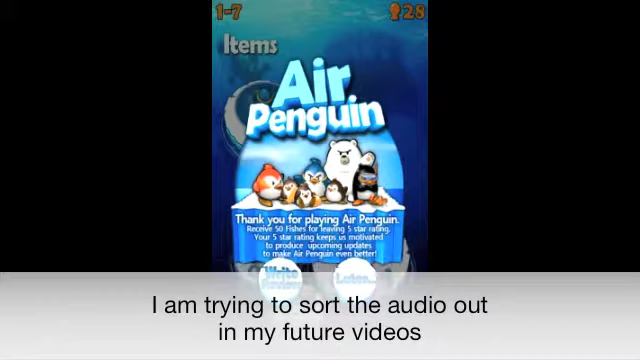 1-7
28
Items
Air
Penguin
Thank you for playing Air Penguin.
Receive 50 Fishes for leaving 5 star rating.
Your 5 star rating keeps us motivated
to produce upcoming updates
to make Air Penguin even better!
Write
Later...
I am trying to sort the audio out
in my future videos